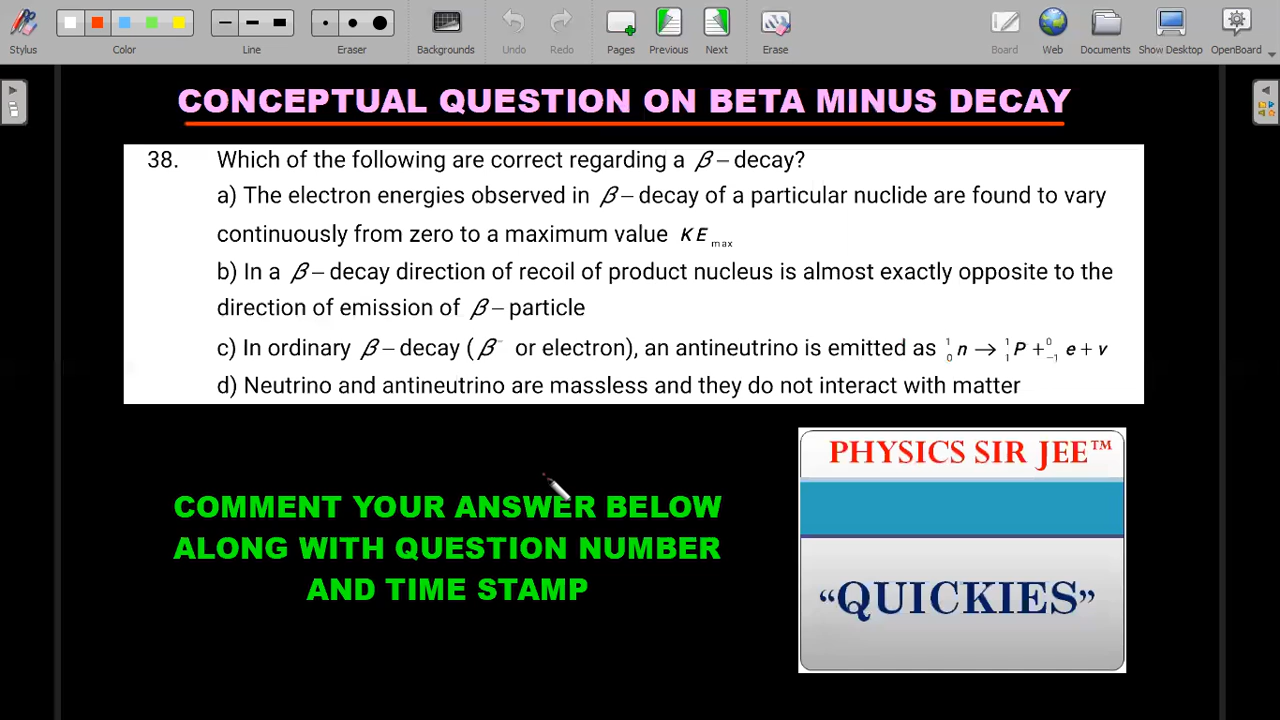 Stylus
Color
Line
Eraser
Backgrounds
Undo
Redo
Pages
Previous
Next
Erase
Board
Web
Documents
Show Desktop
OpenBoard
CONCEPTUAL QUESTION ON BETA MINUS DECAY
38. Which of the following are correct regarding a β – decay?
a) The electron energies observed in β – decay of a particular nuclide are found to vary
continuously from zero to a maximum value KE max
b) In a β – decay direction of recoil of product nucleus is almost exactly opposite to the
direction of emission of β – particle
c) In ordinary β – decay (β⁻ or electron), an antineutrino is emitted as ¹₀n → ¹₁P + ⁰₋₁e + v
d) Neutrino and antineutrino are massless and they do not interact with matter
COMMENT YOUR ANSWER BELOW
ALONG WITH QUESTION NUMBER
AND TIME STAMP
PHYSICS SIR JEE™
“QUICKIES”